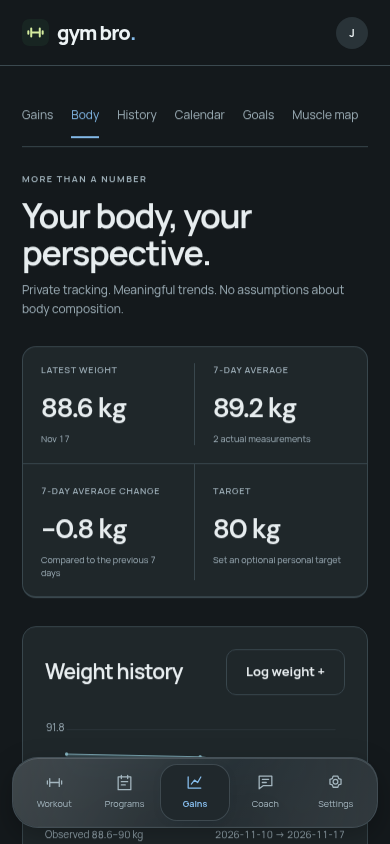 gym bro.
J
Gains Body History Calendar Goals Muscle map
MORE THAN A NUMBER
Your body, your
perspective.
Private tracking. Meaningful trends. No assumptions about
body composition.
LATEST WEIGHT
88.6 kg
Nov 17
7-DAY AVERAGE
89.2 kg
2 actual measurements
7-DAY AVERAGE CHANGE
−0.8 kg
Compared to the previous 7
days
TARGET
80 kg
Set an optional personal target
Weight history
Log weight +
91.8
Workout Programs Gains Coach Settings
Observed 88.6–90 kg
2026-11-10 → 2026-11-17